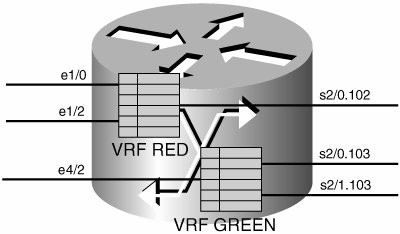 e1/0
s2/0.102
e1/2
VRF RED
e4/2
s2/0.103
s2/1.103
VRF GREEN